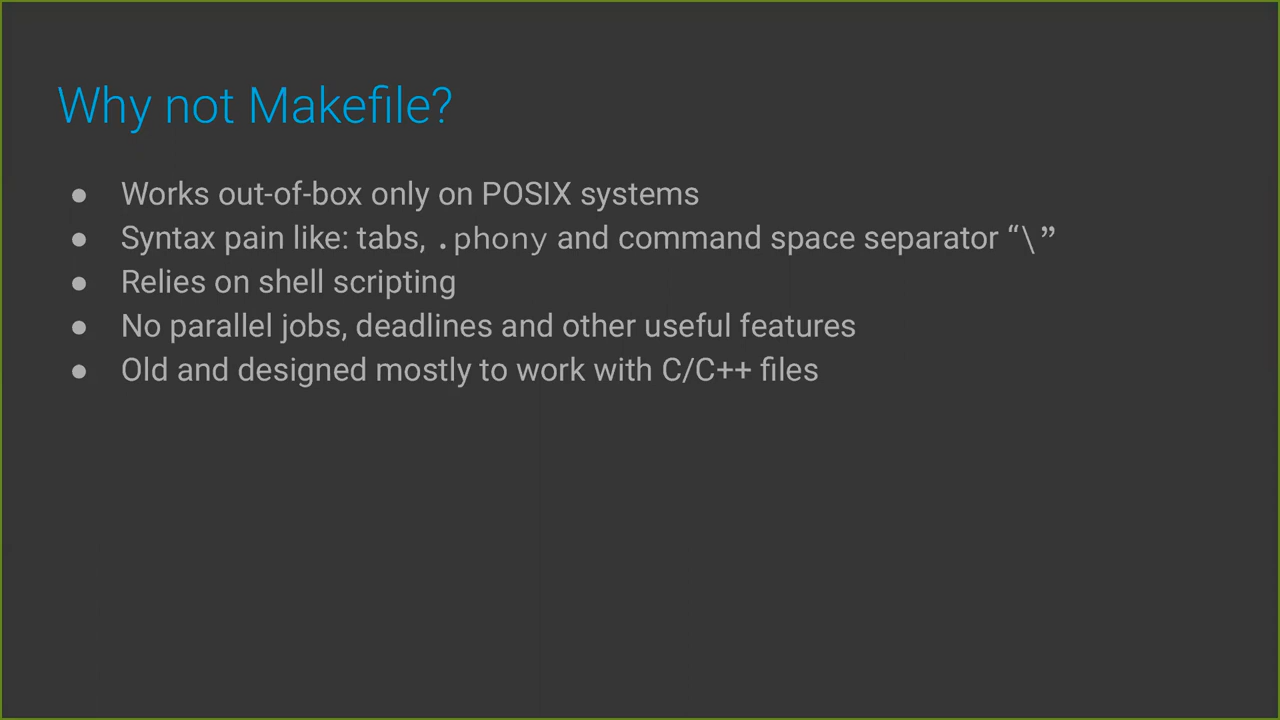 Why not Makefile?
● Works out-of-box only on POSIX systems
● Syntax pain like: tabs, .phony and command space separator “\”
● Relies on shell scripting
● No parallel jobs, deadlines and other useful features
● Old and designed mostly to work with C/C++ files